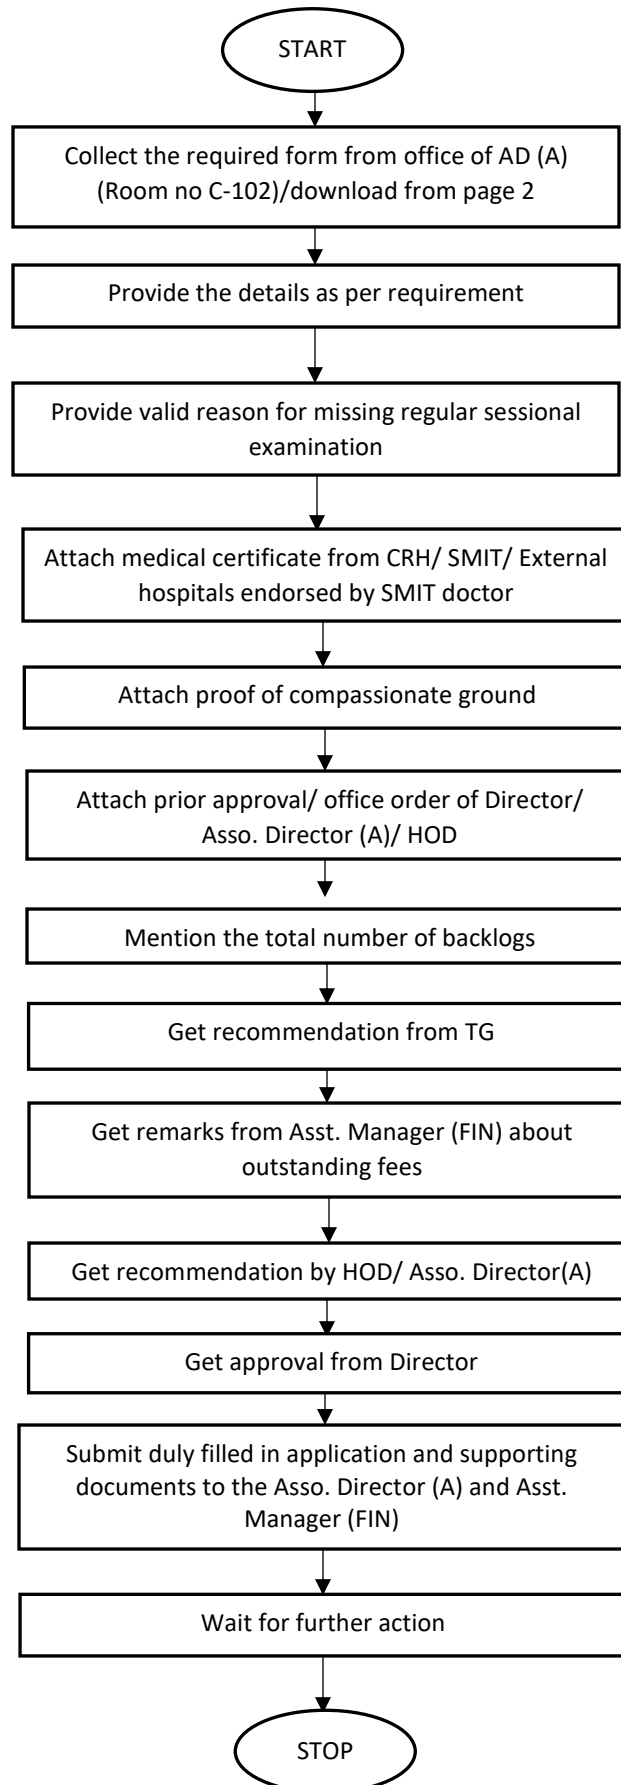 START
Collect the required form from office of AD (A)
(Room no C-102)/download from page 2
Provide the details as per requirement
Provide valid reason for missing regular sessional
examination
Attach medical certificate from CRH/ SMIT/ External
hospitals endorsed by SMIT doctor
Attach proof of compassionate ground
Attach prior approval/ office order of Director/
Asso. Director (A)/ HOD
Mention the total number of backlogs
Get recommendation from TG
Get remarks from Asst. Manager (FIN) about
outstanding fees
Get recommendation by HOD/ Asso. Director(A)
Get approval from Director
Submit duly filled in application and supporting
documents to the Asso. Director (A) and Asst.
Manager (FIN)
Wait for further action
STOP